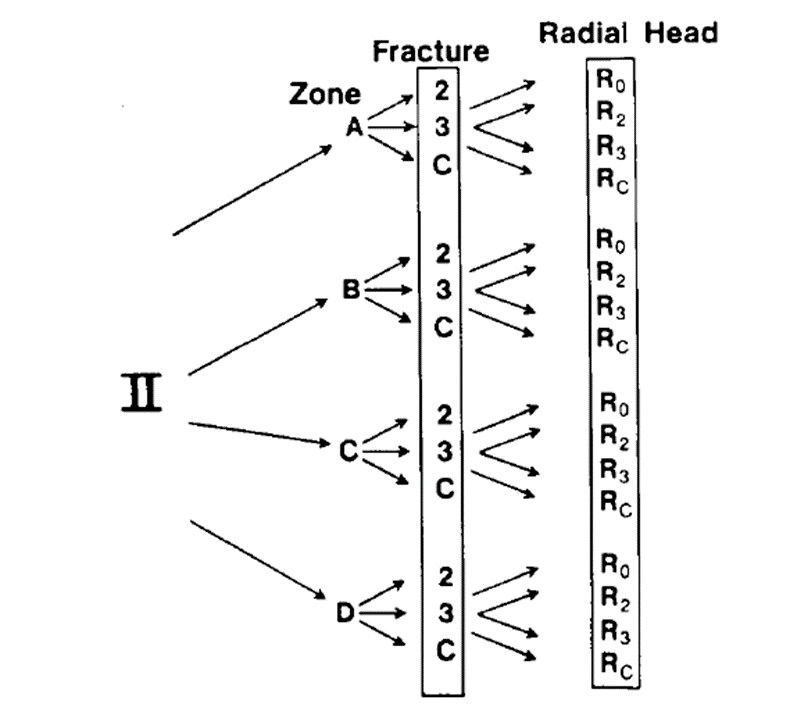 Radial Head
Fracture
Zone
II
A
2
3
C
R0
R2
R3
RC
B
2
3
C
R0
R2
R3
RC
C
2
3
C
R0
R2
R3
RC
D
2
3
C
R0
R2
R3
RC